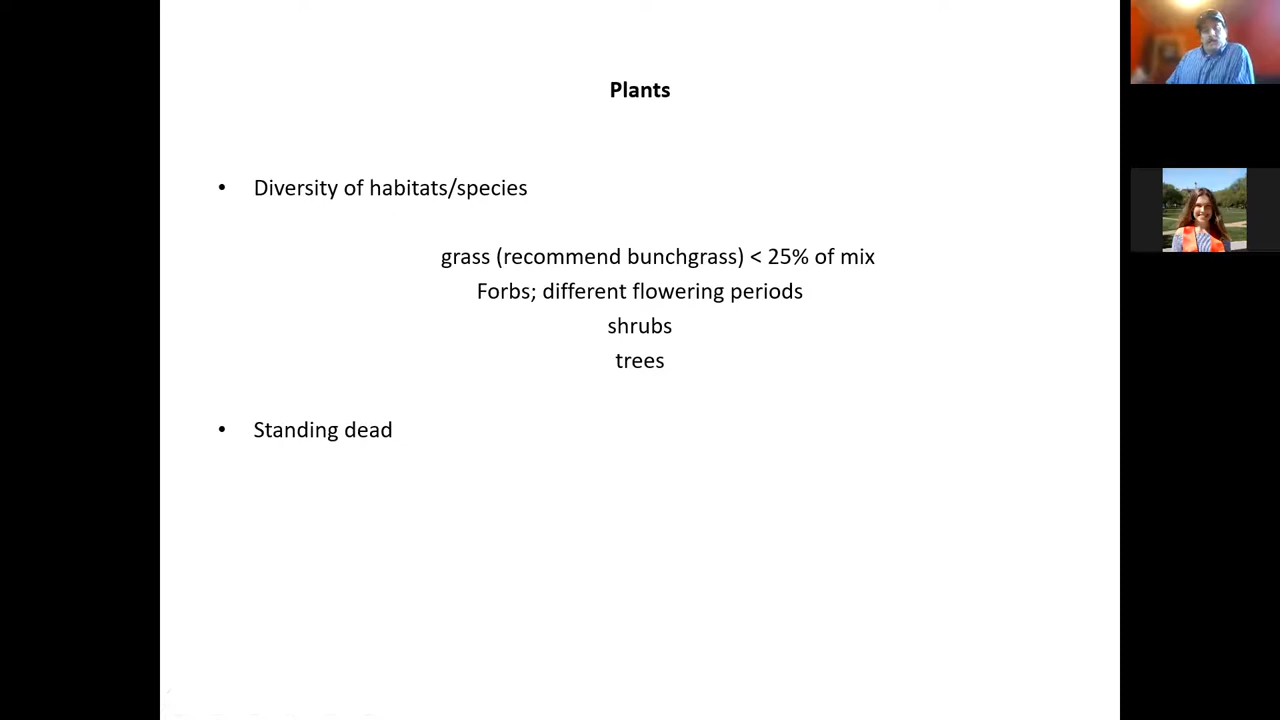 Plants
• Diversity of habitats/species
grass (recommend bunchgrass) < 25% of mix
Forbs; different flowering periods
shrubs
trees
• Standing dead